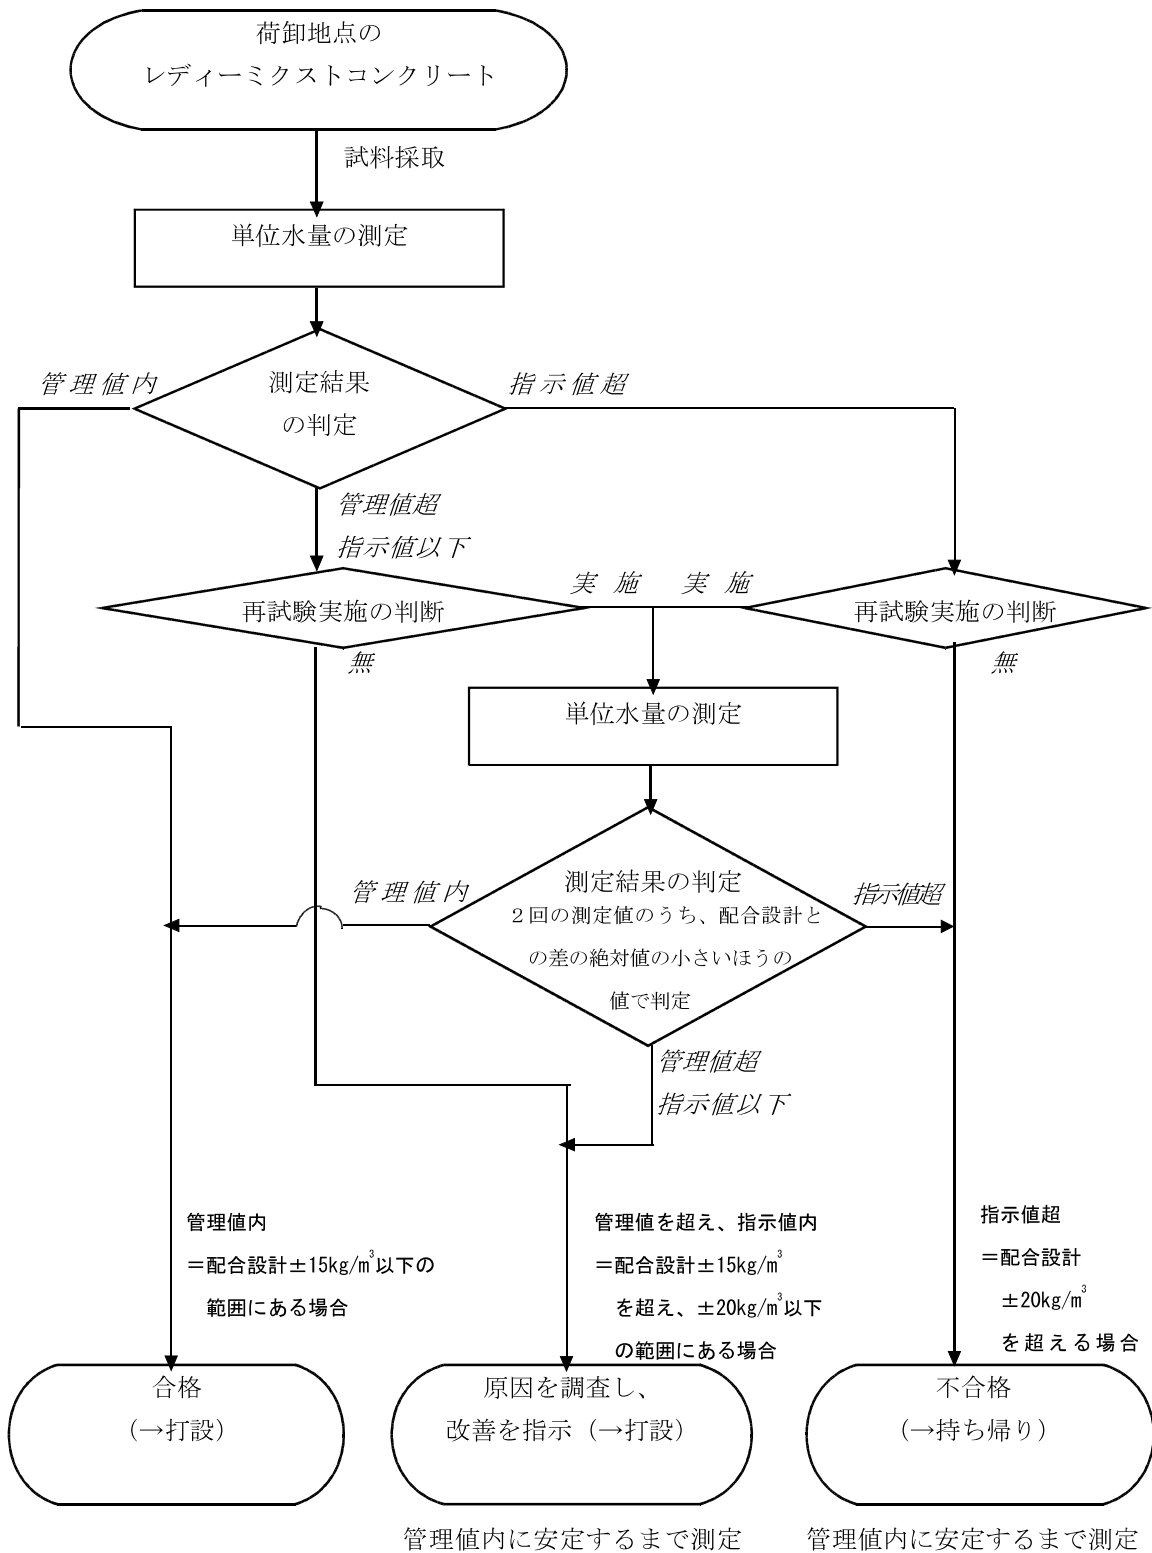 荷卸地点の
レディーミクストコンクリート
試料採取
単位水量の測定
管理値内
測定結果
の判定
指示値超
管理値超
指示値以下
再試験実施の判断
実施
実施
再試験実施の判断
無
無
単位水量の測定
管理値内
測定結果の判定
２回の測定値のうち、配合設計と
の差の絶対値の小さいほうの
値で判定
指示値超
管理値超
指示値以下
管理値内
＝配合設計±15kg/m³以下の
範囲にある場合
管理値を超え、指示値内
＝配合設計±15kg/m³
を超え、±20kg/m³以下
の範囲にある場合
指示値超
＝配合設計
±20kg/m³
を超える場合
合格
（→打設）
原因を調査し、
改善を指示（→打設）
不合格
（→持ち帰り）
管理値内に安定するまで測定
管理値内に安定するまで測定